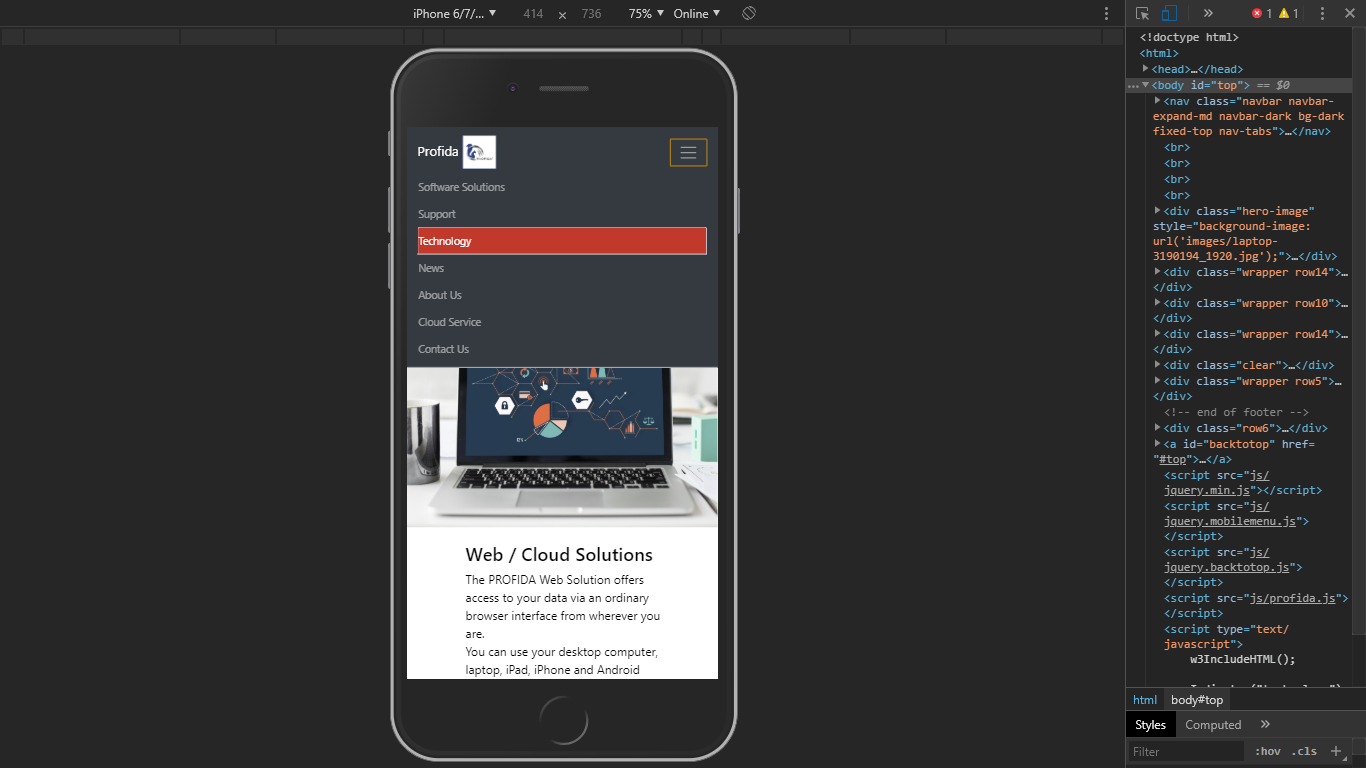 iPhone 6/7/... ▼ 414 × 736 75% ▼ Online ▼
1 1
Profida
Software Solutions
Support
Technology
News
About Us
Cloud Service
Contact Us
Web / Cloud Solutions
The PROFIDA Web Solution offers
access to your data via an ordinary
browser interface from wherever you
are.
You can use your desktop computer,
laptop, iPad, iPhone and Android
<!doctype html>
<html>
<head>…</head>
<body id="top"> == $0
<nav class="navbar navbar-
expand-md navbar-dark bg-dark
fixed-top nav-tabs">…</nav>
<br>
<br>
<br>
<br>
<div class="hero-image"
style="background-image:
url('images/laptop-
3190194_1920.jpg');">…</div>
<div class="wrapper row14">…
</div>
<div class="wrapper row10">…
</div>
<div class="wrapper row14">…
</div>
<div class="clear">…</div>
<div class="wrapper row5">…
</div>
<!-- end of footer -->
<div class="row6">…</div>
<a id="backtotop" href=
"#top">…</a>
<script src="js/
jquery.min.js"></script>
<script src="js/
jquery.mobilemenu.js">
</script>
<script src="js/
jquery.backtotop.js">
</script>
<script src="js/profida.js">
</script>
<script type="text/
javascript">
w3IncludeHTML();
html body#top
Styles Computed »
Filter :hov .cls +